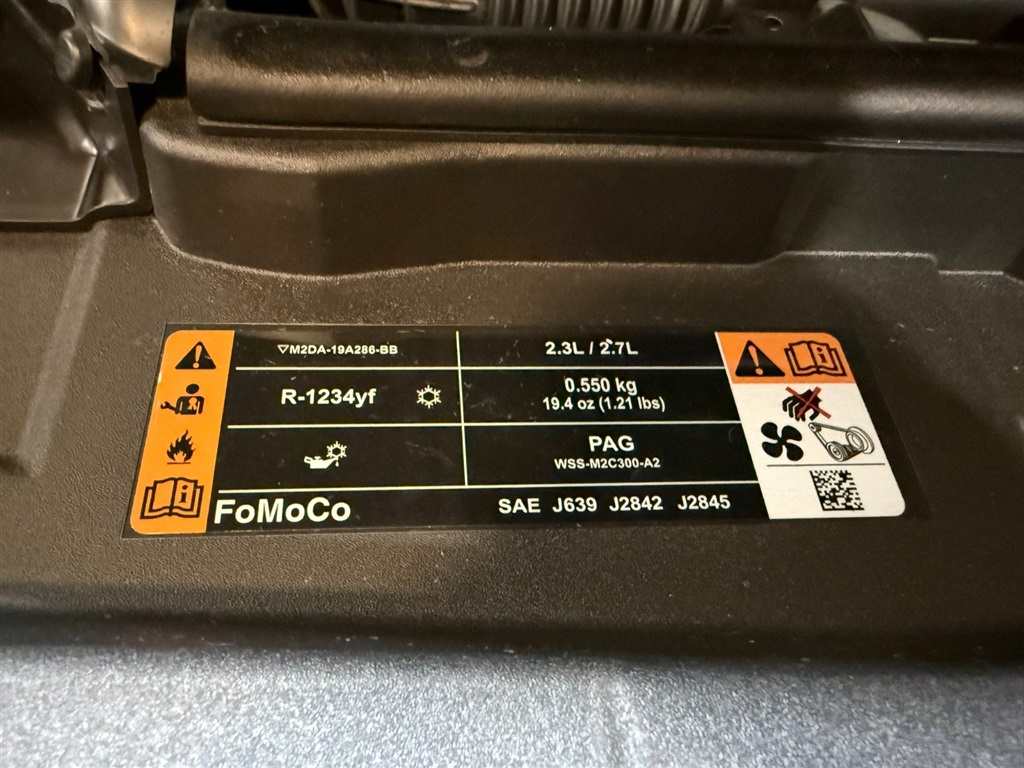 ▽M2DA-19A286-BB
2.3L / 2.7L
R-1234yf
0.550 kg
19.4 oz (1.21 lbs)
PAG
WSS-M2C300-A2
FoMoCo
SAE J639 J2842 J2845